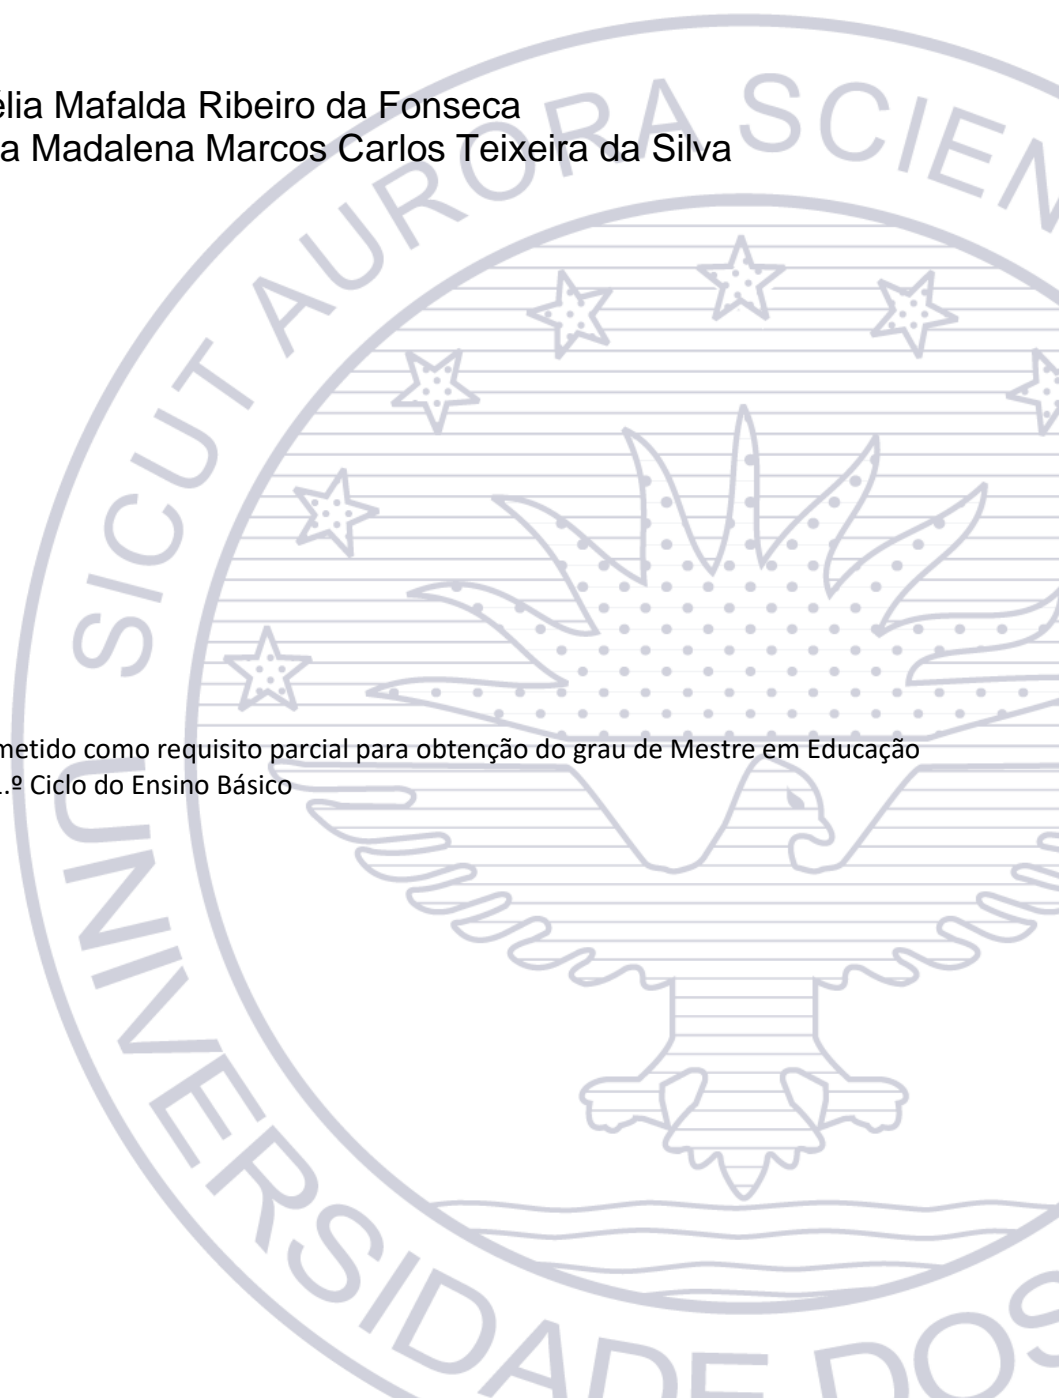 élia Mafalda Ribeiro da Fonseca
a Madalena Marcos Carlos Teixeira da Silva
SICUT AURORA SCIEN
metido como requisito parcial para obtenção do grau de Mestre em Educação
.º Ciclo do Ensino Básico
UNIVERSIDADE DOS